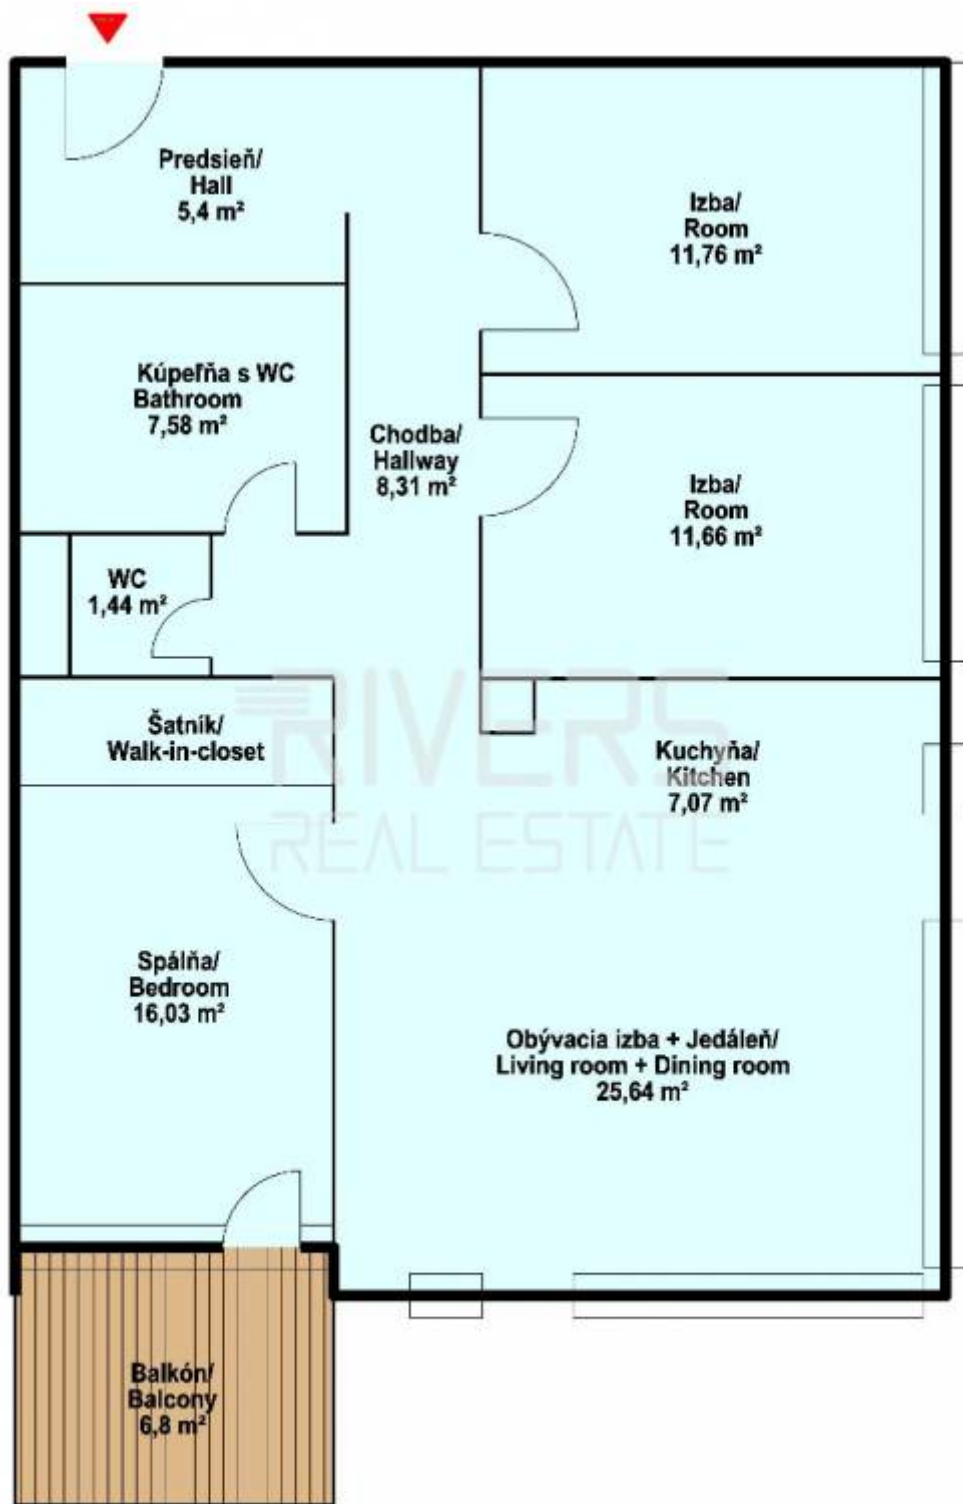 Predsieň/
Hall
5,4 m²
Izba/
Room
11,76 m²
Kúpeľňa s WC
Bathroom
7,58 m²
Chodba/
Hallway
8,31 m²
Izba/
Room
11,66 m²
WC
1,44 m²
Šatník/
Walk-in-closet
RIVERS
REAL ESTATE
Kuchyňa/
Kitchen
7,07 m²
Spálňa/
Bedroom
16,03 m²
Obývacia izba + Jedáleň/
Living room + Dining room
25,64 m²
Balkón/
Balcony
6,8 m²